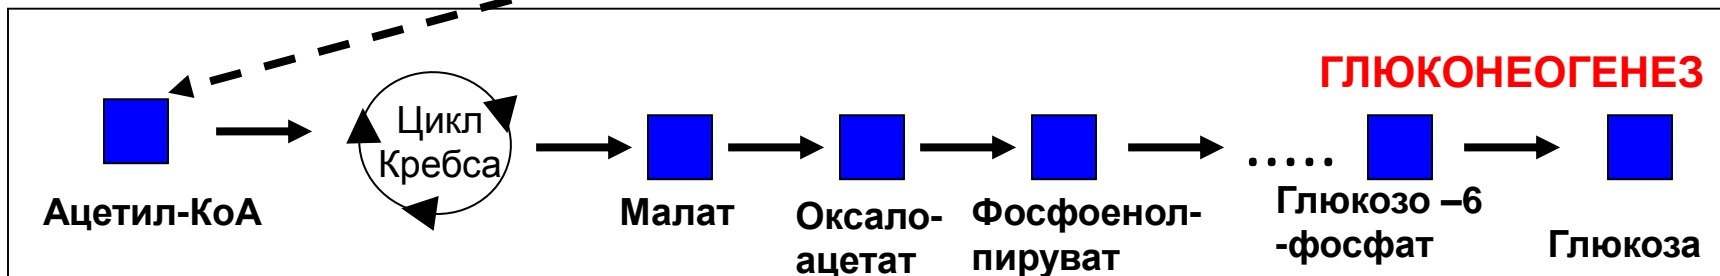 ГЛЮКОНЕОГЕНЕЗ
Цикл
Кребса
.....
Ацетил-КоА
Малат
Оксало-
ацетат
Фосфоенол-
пируват
Глюкозо –6
-фосфат
Глюкоза